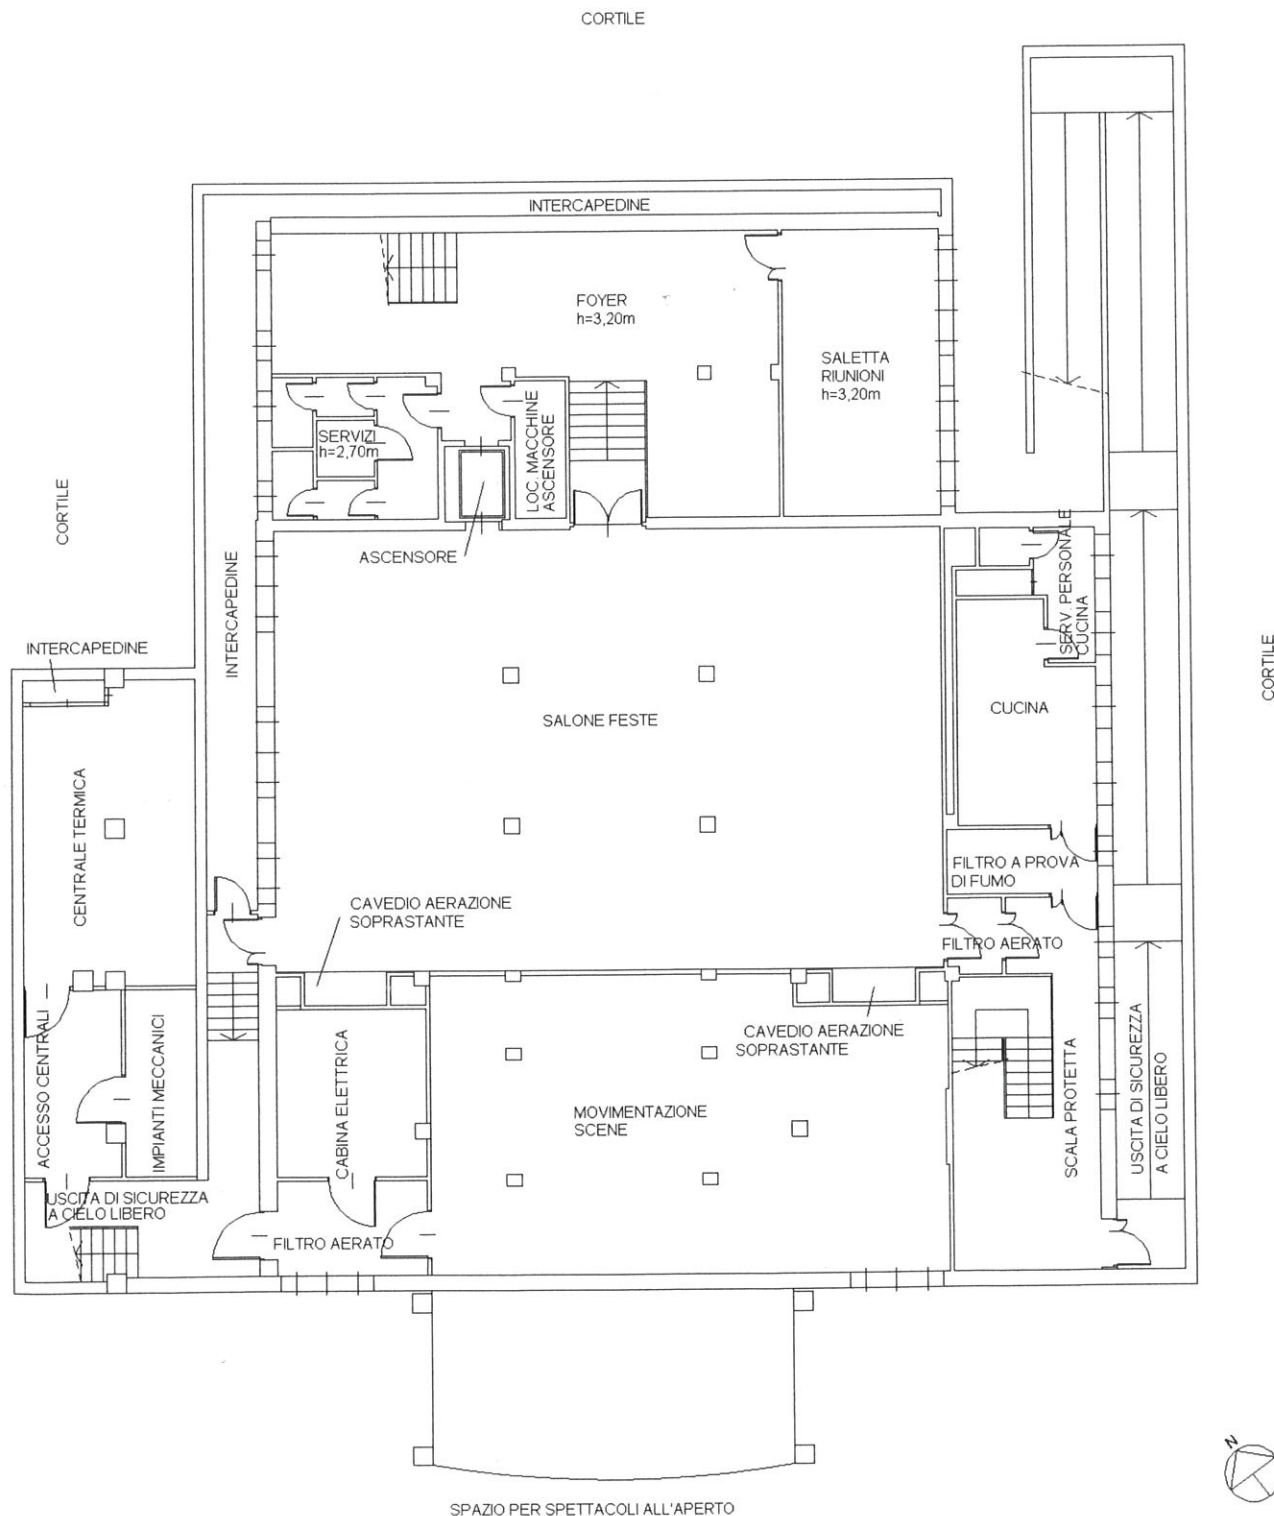 CORTILE
INTERCAPEDINE
FOYER
h=3,20m
SALETTA
RIUNIONI
h=3,20m
SERVIZI
h=2,70m
LOC. MACCHINE
ASCENSORE
CORTILE
ASCENSORE
INTERCAPEDINE
SERV. PERSONALE
CUCINA
INTERCAPEDINE
CORTILE
SALONE FESTE
CUCINA
CENTRALE TERMICA
FILTRO A PROVA
DI FUMO
CAVEDIO AERAZIONE
SOPRASTANTE
FILTRO AERATO
CAVEDIO AERAZIONE
SOPRASTANTE
ACCESSO CENTRALI
IMPIANTI MECCANICI
CABINA ELETTRICA
MOVIMENTAZIONE
SCENE
SCALA PROTETTA
USCITA DI SICUREZZA
A CIELO LIBERO
USCITA DI SICUREZZA
A CIELO LIBERO
FILTRO AERATO
N
SPAZIO PER SPETTACOLI ALL'APERTO